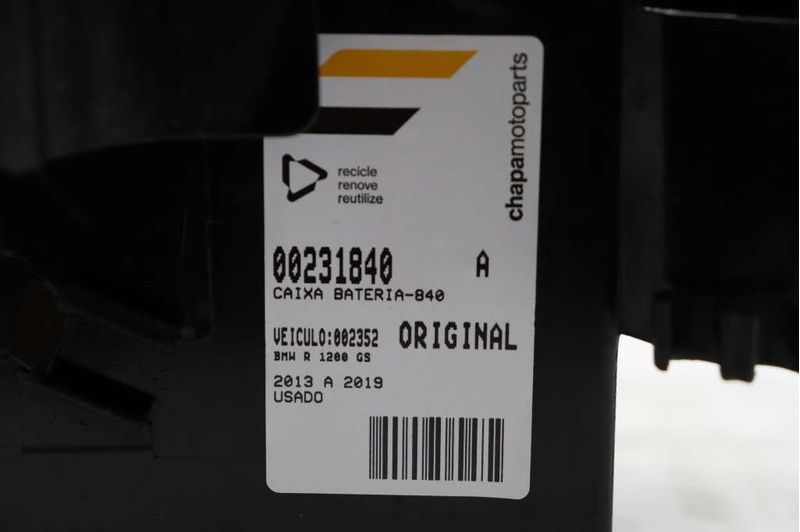 chapamotoparts
recicle
renove
reutilize
00231840 A
CAIXA BATERIA-840
VEICULO:002352 ORIGINAL
BMW R 1200 GS
2013 A 2019
USADO